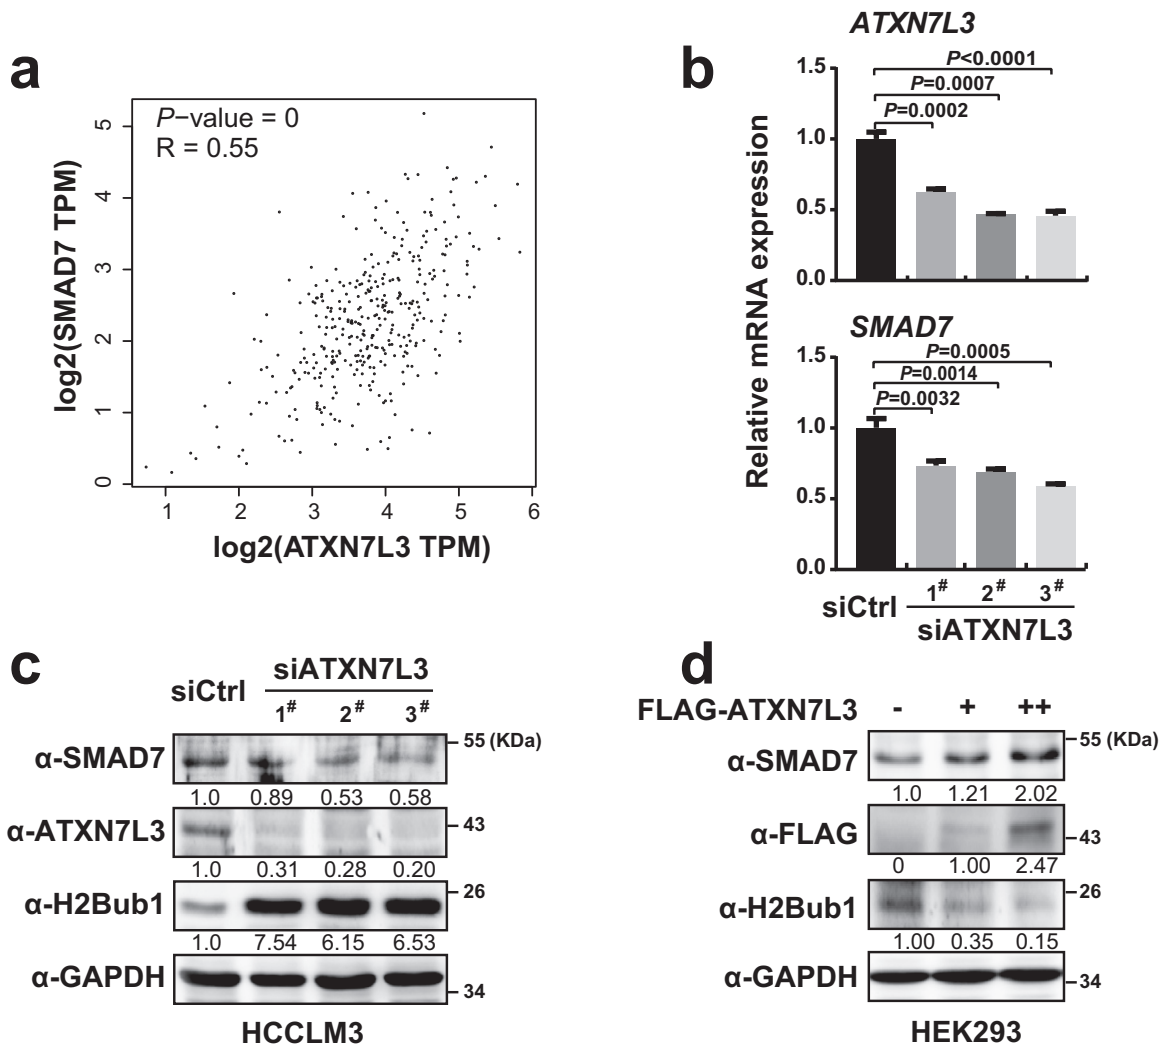 a
P−value = 0
R = 0.55
log2(SMAD7 TPM)
0 1 2 3 4 5
1 2 3 4 5 6
log2(ATXN7L3 TPM)
b
ATXN7L3
Relative mRNA expression
1.5
1.0
0.5
0.0
P<0.0001
P=0.0007
P=0.0002
SMAD7
1.5
1.0
0.5
0.0
P=0.0005
P=0.0014
P=0.0032
siCtrl 1# 2# 3#
siATXN7L3
c
siATXN7L3
siCtrl 1# 2# 3#
α-SMAD7 55 (KDa)
1.0 0.89 0.53 0.58
α-ATXN7L3 43
1.0 0.31 0.28 0.20
α-H2Bub1 26
1.0 7.54 6.15 6.53
α-GAPDH 34
HCCLM3
d
FLAG-ATXN7L3 - + ++
α-SMAD7 55 (KDa)
1.0 1.21 2.02
α-FLAG 43
0 1.00 2.47
α-H2Bub1 26
1.00 0.35 0.15
α-GAPDH 34
HEK293